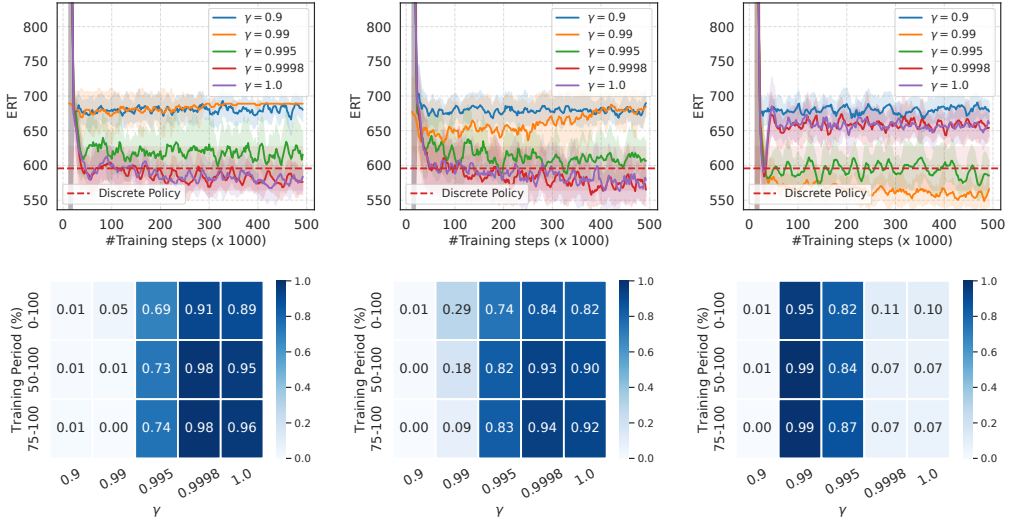 800
750
700
650
600
550
ERT
γ = 0.9
γ = 0.99
γ = 0.995
γ = 0.9998
γ = 1.0
Discrete Policy
0 100 200 300 400 500
#Training steps (x 1000)
800
750
700
650
600
550
ERT
γ = 0.9
γ = 0.99
γ = 0.995
γ = 0.9998
γ = 1.0
Discrete Policy
0 100 200 300 400 500
#Training steps (x 1000)
800
750
700
650
600
550
ERT
γ = 0.9
γ = 0.99
γ = 0.995
γ = 0.9998
γ = 1.0
Discrete Policy
0 100 200 300 400 500
#Training steps (x 1000)
Training Period (%)
0-100
50-100
75-100
0.01 0.05 0.69 0.91 0.89
0.01 0.01 0.73 0.98 0.95
0.01 0.00 0.74 0.98 0.96
0.9 0.99 0.995 0.9998 1.0
γ
1.0
0.8
0.6
0.4
0.2
0.0
Training Period (%)
0-100
50-100
75-100
0.01 0.29 0.74 0.84 0.82
0.00 0.18 0.82 0.93 0.90
0.00 0.09 0.83 0.94 0.92
0.9 0.99 0.995 0.9998 1.0
γ
1.0
0.8
0.6
0.4
0.2
0.0
Training Period (%)
0-100
50-100
75-100
0.01 0.95 0.82 0.11 0.10
0.01 0.99 0.84 0.07 0.07
0.00 0.99 0.87 0.07 0.07
0.9 0.99 0.995 0.9998 1.0
γ
1.0
0.8
0.6
0.4
0.2
0.0